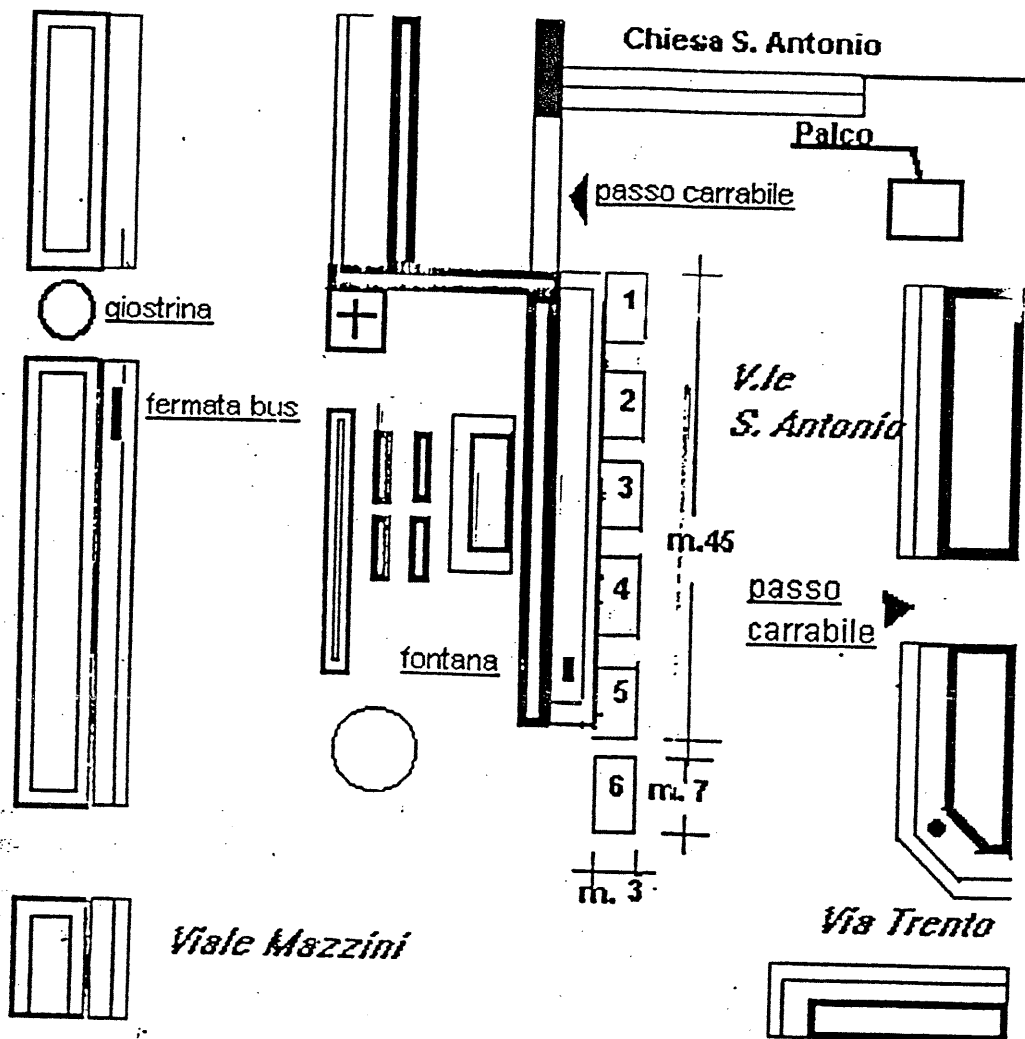 Chiesa S. Antonio
Palco
passo carrabile
giostrina
1
fermata bus
2
V.le
S. Antonio
3
m.45
4
passo
carrabile
fontana
5
6
m. 7
m. 3
Viale Mazzini
Via Trento